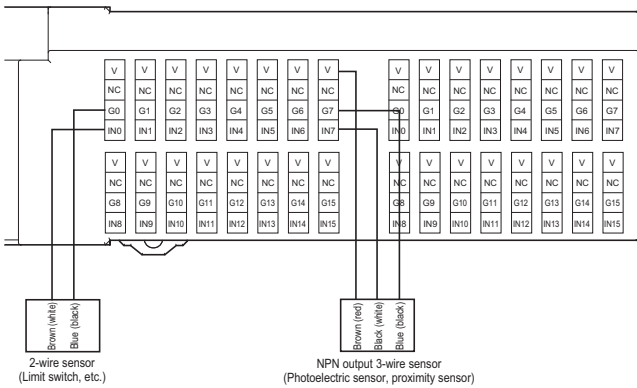 V V V V V V V V V V V V V V V V
NC NC NC NC NC NC NC NC NC NC NC NC NC NC NC NC
G0 G1 G2 G3 G4 G5 G6 G7 G0 G1 G2 G3 G4 G5 G6 G7
IN0 IN1 IN2 IN3 IN4 IN5 IN6 IN7 IN0 IN1 IN2 IN3 IN4 IN5 IN6 IN7
V V V V V V V V V V V V V V V V
NC NC NC NC NC NC NC NC NC NC NC NC NC NC NC NC
G8 G9 G10 G11 G12 G13 G14 G15 G8 G9 G10 G11 G12 G13 G14 G15
IN8 IN9 IN10 IN11 IN12 IN13 IN14 IN15 IN8 IN9 IN10 IN11 IN12 IN13 IN14 IN15
Brown (white)
Blue (black)
2-wire sensor
(Limit switch, etc.)
Brown (red)
Black (white)
Blue (black)
NPN output 3-wire sensor
(Photoelectric sensor, proximity sensor)